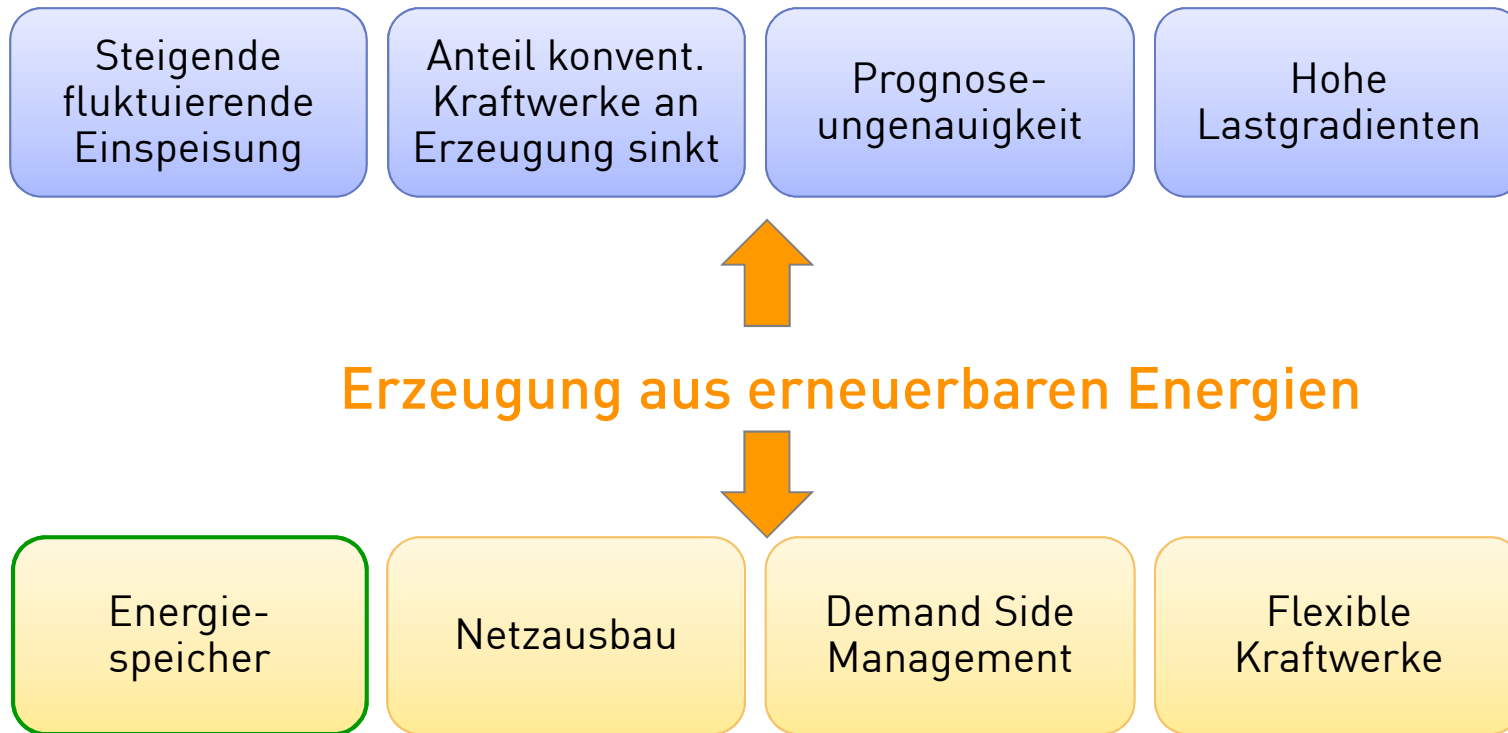 Steigende
fluktuierende
Einspeisung
Anteil konvent.
Kraftwerke an
Erzeugung sinkt
Prognose-
ungenauigkeit
Hohe
Lastgradienten
Erzeugung aus erneuerbaren Energien
Energie-
speicher
Netzausbau
Demand Side
Management
Flexible
Kraftwerke